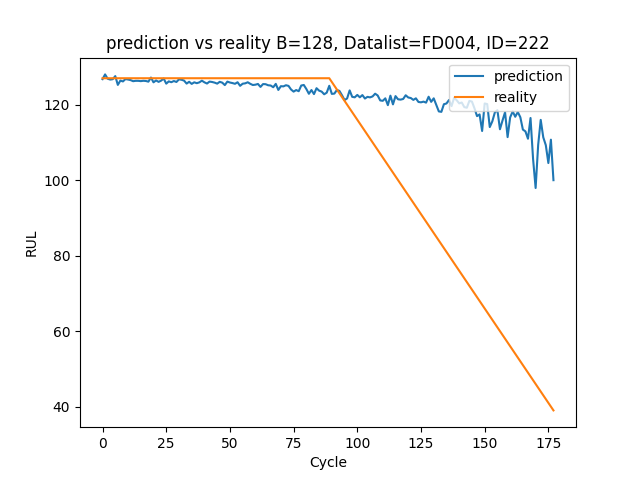 prediction vs reality B=128, Datalist=FD004, ID=222
prediction
reality
120
100
80
60
40
RUL
0 25 50 75 100 125 150 175
Cycle